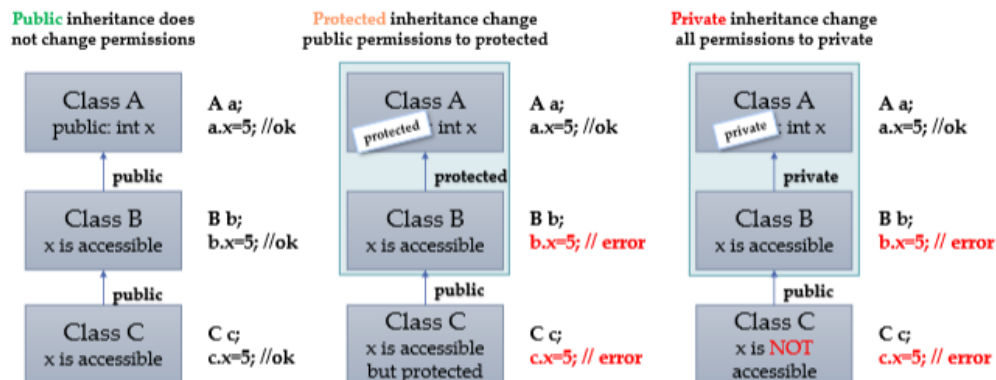 Public inheritance does
not change permissions
Class A
public: int x
A a;
a.x=5; //ok
public
Class B
x is accessible
B b;
b.x=5; //ok
public
Class C
x is accessible
C c;
c.x=5; //ok
Protected inheritance change
public permissions to protected
Class A
protected : int x
A a;
a.x=5; //ok
protected
Class B
x is accessible
B b;
b.x=5; // error
public
Class C
x is accessible
but protected
C c;
c.x=5; // error
Private inheritance change
all permissions to private
Class A
private : int x
A a;
a.x=5; //ok
private
Class B
x is accessible
B b;
b.x=5; // error
public
Class C
x is NOT
accessible
C c;
c.x=5; // error